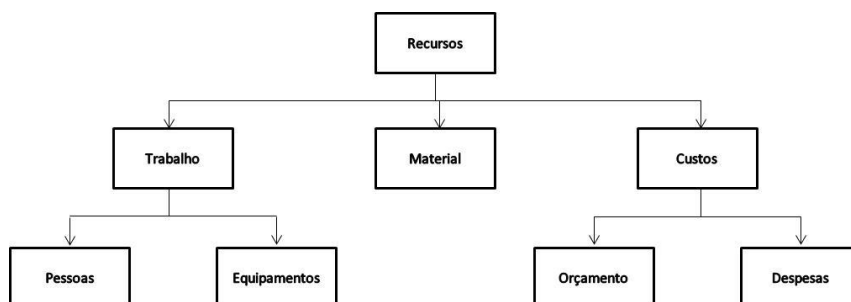 Recursos
Trabalho
Material
Custos
Pessoas
Equipamentos
Orçamento
Despesas